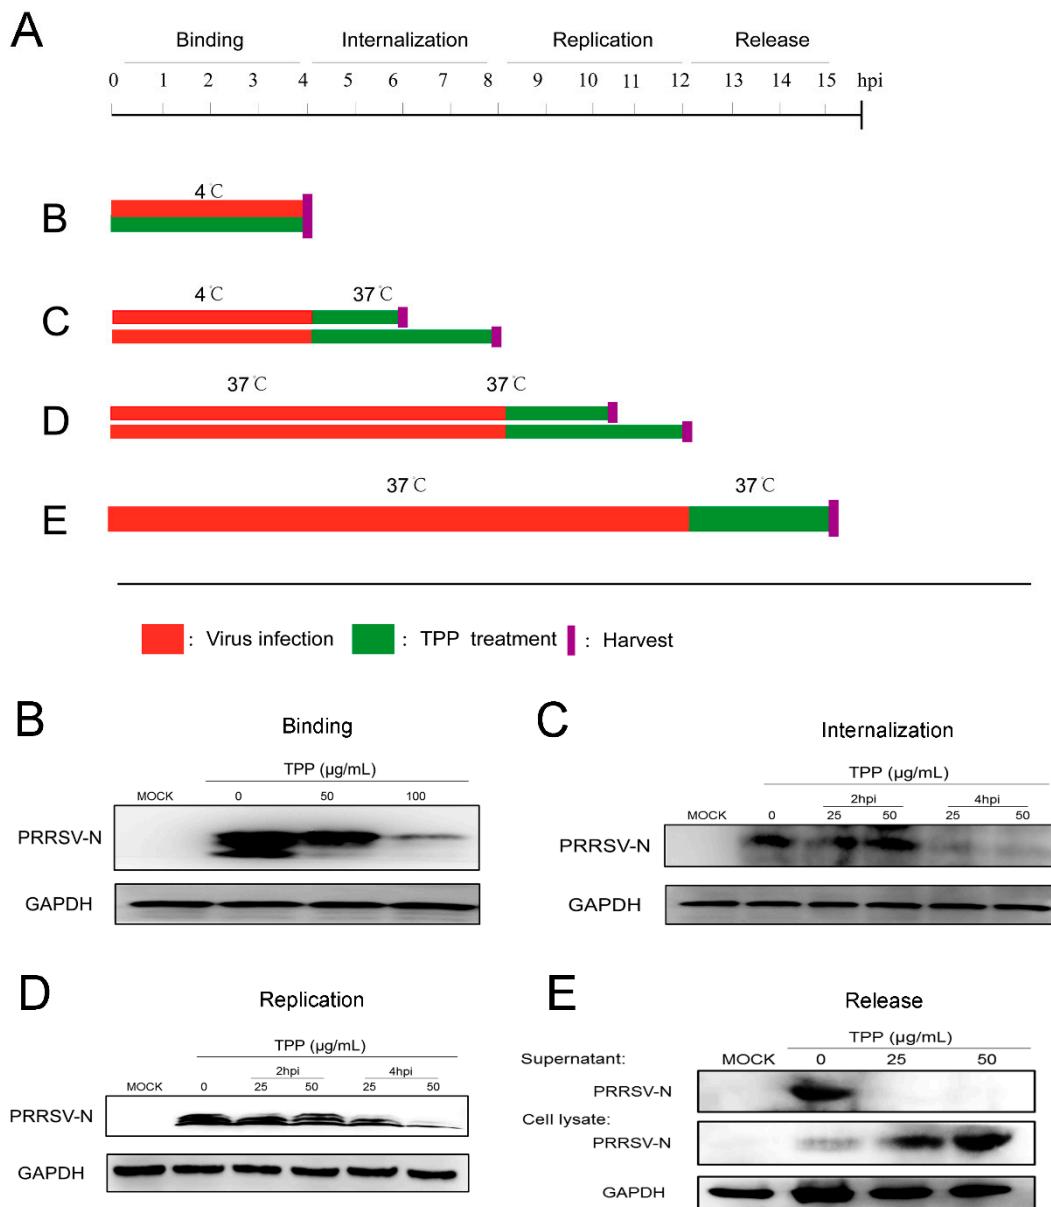 A
Binding Internalization Replication Release
0 1 2 3 4 5 6 7 8 9 10 11 12 13 14 15 hpi
B
4℃
C
4℃ 37℃
D
37℃ 37℃
E
37℃ 37℃
: Virus infection : TPP treatment : Harvest
B
Binding
TPP (μg/mL)
MOCK 0 50 100
PRRSV-N
GAPDH
C
Internalization
TPP (μg/mL)
2hpi 4hpi
MOCK 0 25 50 25 50
PRRSV-N
GAPDH
D
Replication
TPP (μg/mL)
2hpi 4hpi
MOCK 0 25 50 25 50
PRRSV-N
GAPDH
E
Release
TPP (μg/mL)
Supernatant: MOCK 0 25 50
PRRSV-N
Cell lysate:
PRRSV-N
GAPDH